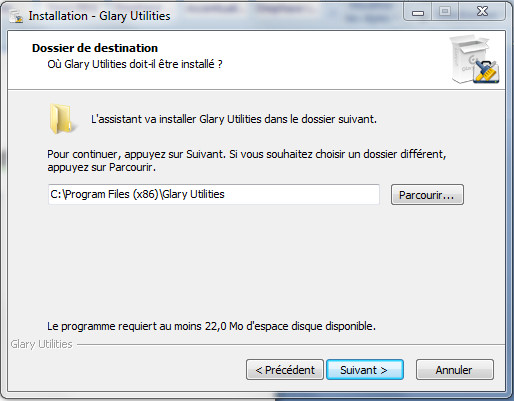 Installation - Glary Utilities
Dossier de destination
Où Glary Utilities doit-il être installé ?
L'assistant va installer Glary Utilities dans le dossier suivant.
Pour continuer, appuyez sur Suivant. Si vous souhaitez choisir un dossier différent,
appuyez sur Parcourir.
C:\Program Files (x86)\Glary Utilities
Parcourir...
Le programme requiert au moins 22,0 Mo d'espace disque disponible.
Glary Utilities
< Précédent
Suivant >
Annuler